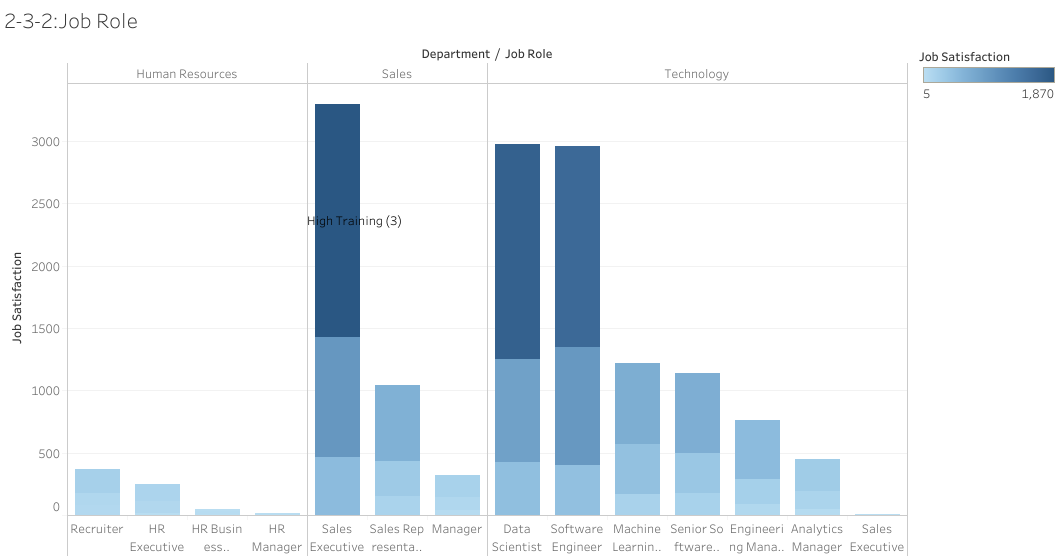 2-3-2:Job Role
Department / Job Role
Human Resources
Sales
Technology
Job Satisfaction
5
1,870
Job Satisfaction
3000
2500
2000
1500
1000
500
0
High Training (3)
Recruiter
HR
Executive
HR Busin
ess..
HR
Manager
Sales
Executive
Sales Rep
resenta..
Manager
Data
Scientist
Software
Engineer
Machine
Learnin..
Senior So
ftware..
Engineeri
ng Mana..
Analytics
Manager
Sales
Executive